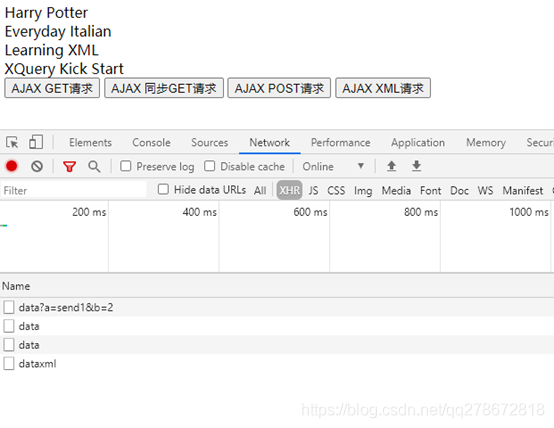 Harry Potter
Everyday Italian
Learning XML
XQuery Kick Start
AJAX GET请求 AJAX 同步GET请求 AJAX POST请求 AJAX XML请求
Elements Console Sources Network Performance Application Memory Securi
Preserve log Disable cache Online
Filter Hide data URLs All XHR JS CSS Img Media Font Doc WS Manifest
200 ms 400 ms 600 ms 800 ms 1000 ms
Name
data?a=send1&b=2
data
data
dataxml
https://blog.csdn.net/qq278672818